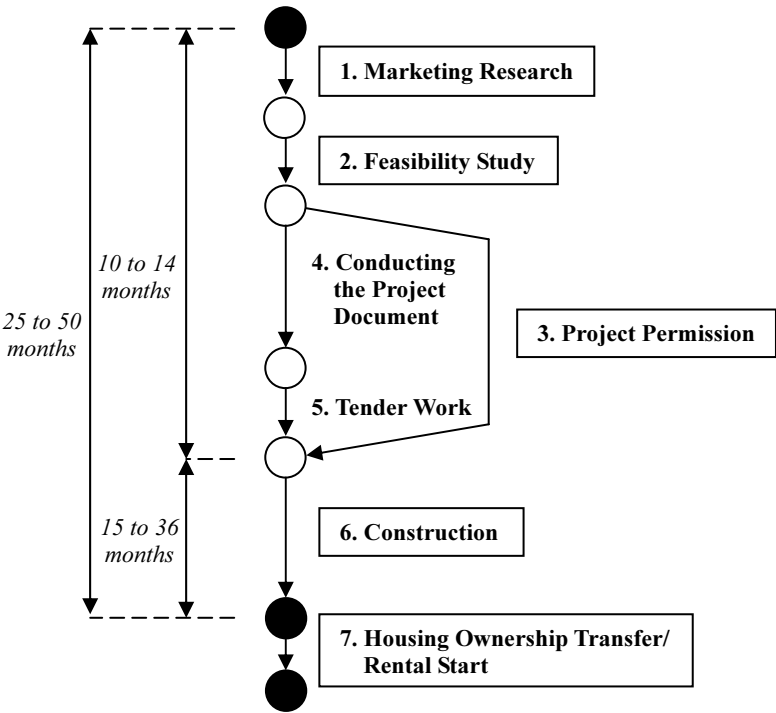 1. Marketing Research
2. Feasibility Study
10 to 14
months
4. Conducting
the Project
Document
25 to 50
months
3. Project Permission
5. Tender Work
15 to 36
months
6. Construction
7. Housing Ownership Transfer/
Rental Start